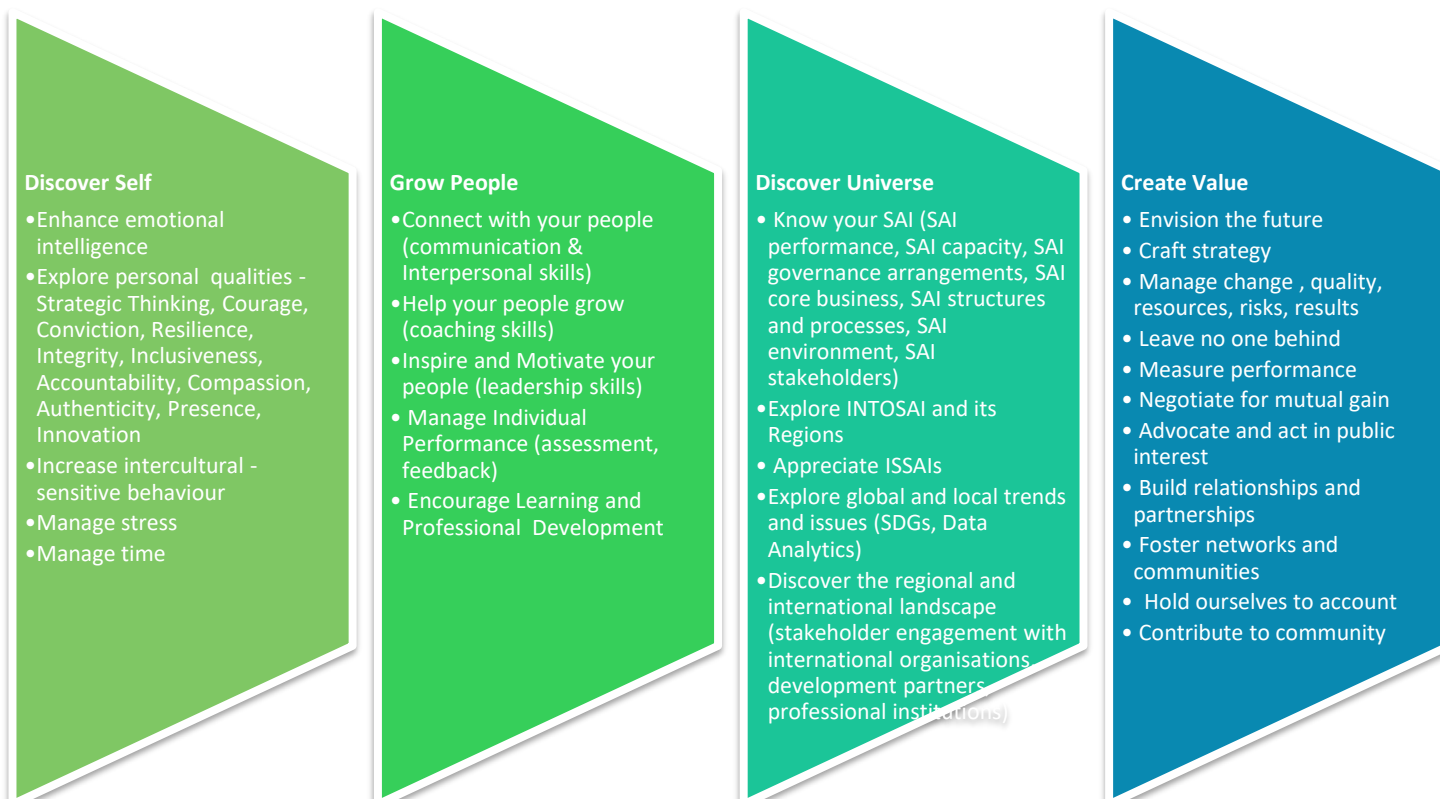 Discover Self
•Enhance emotional
intelligence
•Explore personal qualities -
Strategic Thinking, Courage,
Conviction, Resilience,
Integrity, Inclusiveness,
Accountability, Compassion,
Authenticity, Presence,
Innovation
•Increase intercultural -
sensitive behaviour
•Manage stress
•Manage time
Grow People
•Connect with your people
(communication &
Interpersonal skills)
•Help your people grow
(coaching skills)
•Inspire and Motivate your
people (leadership skills)
• Manage Individual
Performance (assessment,
feedback)
• Encourage Learning and
Professional Development
Discover Universe
• Know your SAI (SAI
performance, SAI capacity, SAI
governance arrangements, SAI
core business, SAI structures
and processes, SAI
environment, SAI
stakeholders)
•Explore INTOSAI and its
Regions
• Appreciate ISSAIs
•Explore global and local trends
and issues (SDGs, Data
Analytics)
•Discover the regional and
international landscape
(stakeholder engagement with
international organisations,
development partners,
professional institutions)
Create Value
• Envision the future
• Craft strategy
• Manage change , quality,
resources, risks, results
• Leave no one behind
• Measure performance
• Negotiate for mutual gain
• Advocate and act in public
interest
• Build relationships and
partnerships
• Foster networks and
communities
• Hold ourselves to account
• Contribute to community